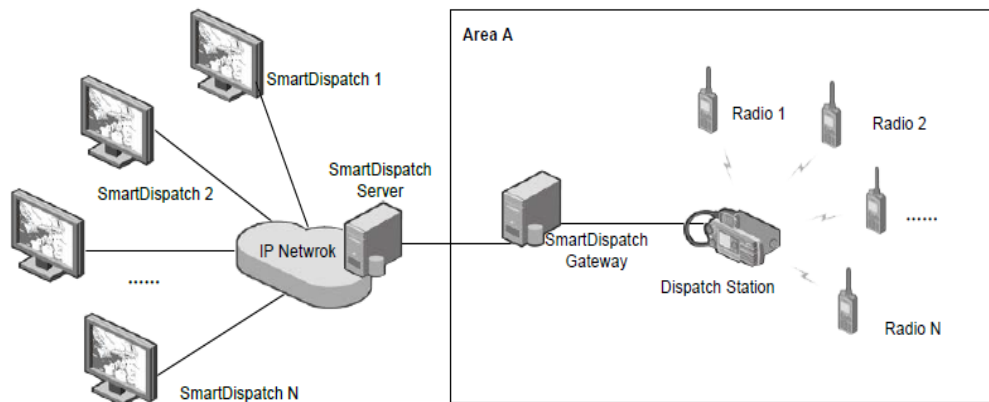 Area A
SmartDispatch 1
Radio 1
Radio 2
SmartDispatch
Server
SmartDispatch 2
......
IP Netwrok
SmartDispatch
Gateway
Dispatch Station
......
Radio N
SmartDispatch N